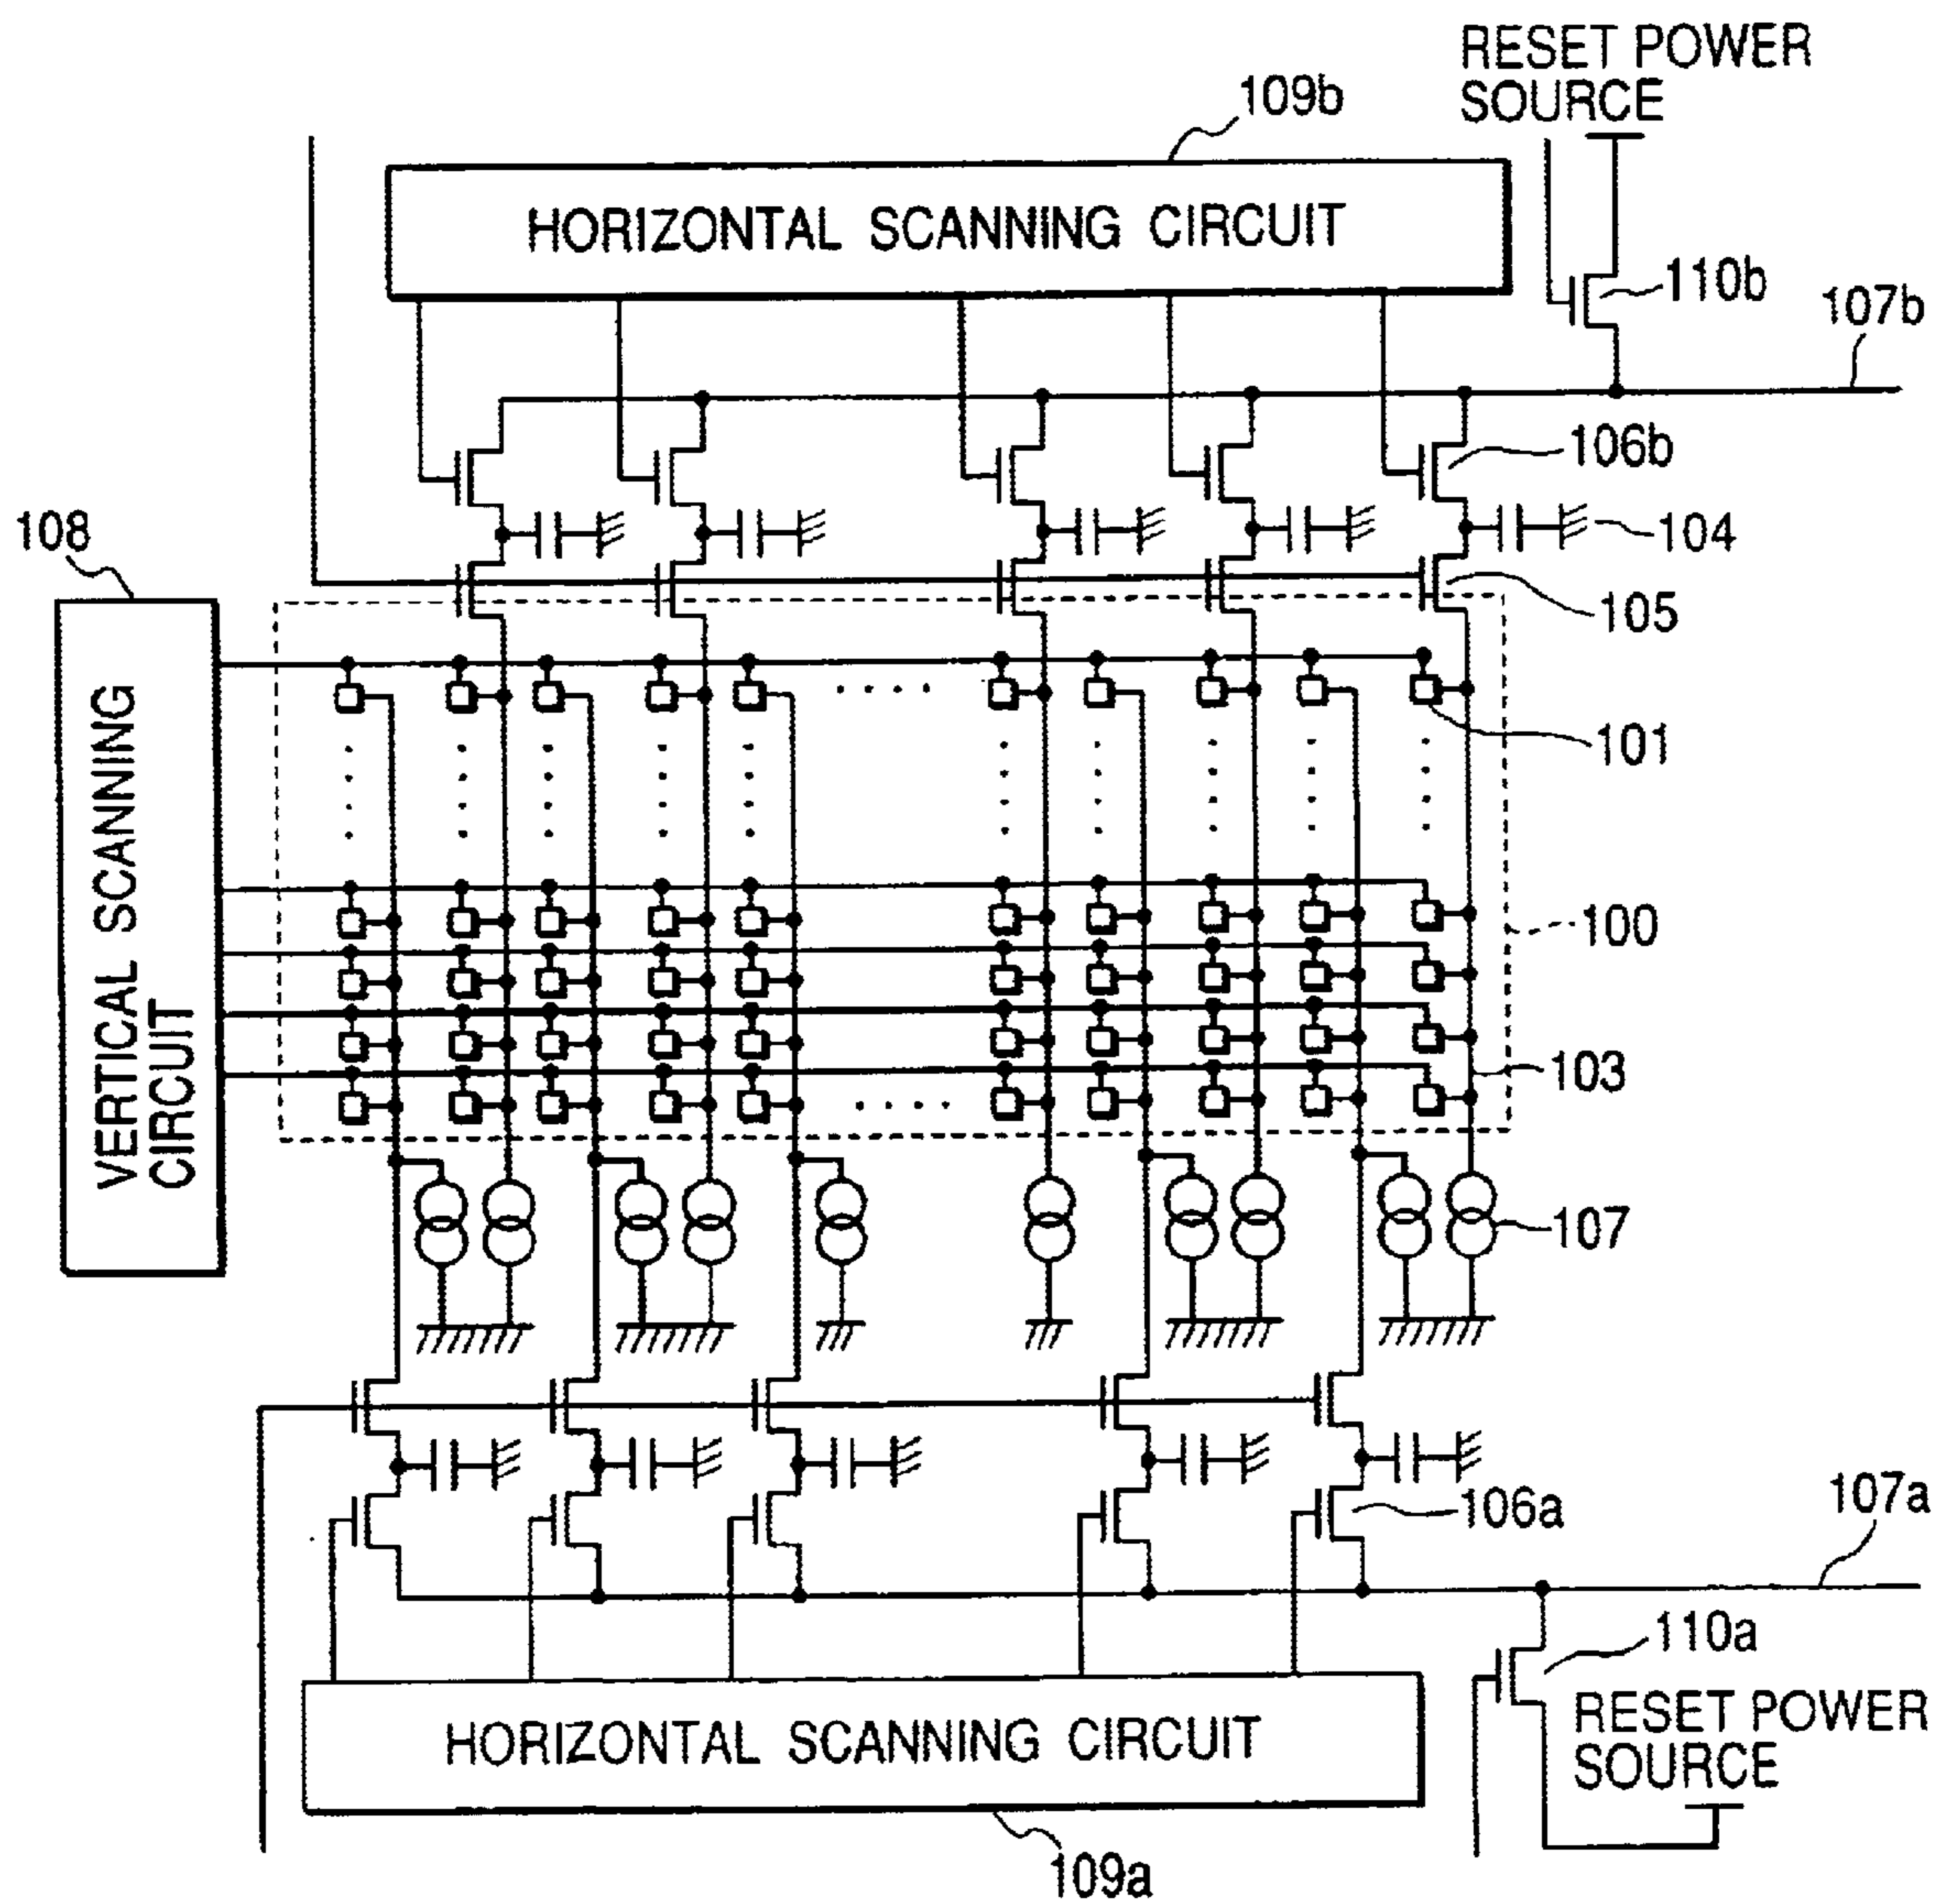 RESET POWER
SOURCE
109b
HORIZONTAL SCANNING CIRCUIT
110b
107b
106b
108
104
105
VERTICAL SCANNING
CIRCUIT
101
100
103
107
106a
107a
110a
RESET POWER
SOURCE
HORIZONTAL SCANNING CIRCUIT
109a